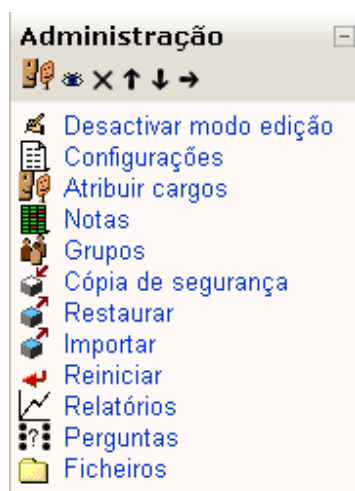 Administração
Desactivar modo edição
Configurações
Atribuir cargos
Notas
Grupos
Cópia de segurança
Restaurar
Importar
Reiniciar
Relatórios
Perguntas
Ficheiros